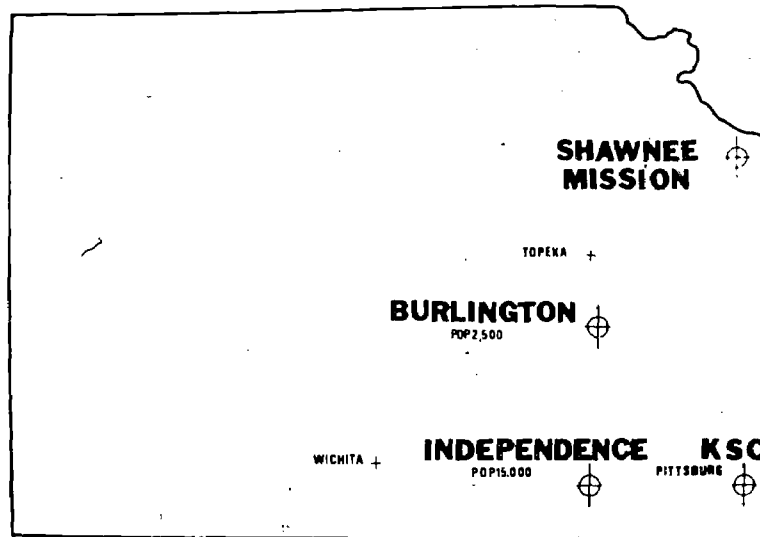 SHAWNEE
MISSION
TOPEKA
BURLINGTON
POP 2,500
WICHITA
INDEPENDENCE
POP 15.000
KSC
PITTSBURG